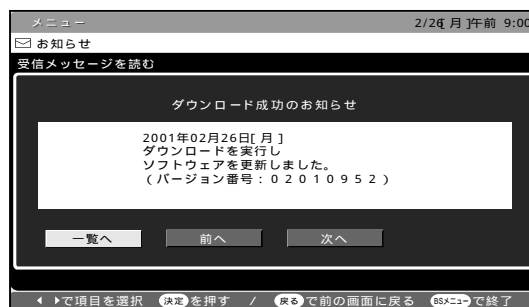 メニュー 2/26[月]午前 9:00
お知らせ
受信メッセージを読む
ダウンロード成功のお知らせ
2001年02月26日[月]
ダウンロードを実行し
ソフトウェアを更新しました。
(バージョン番号:02010952)
一覧へ 前へ 次へ
で項目を選択 決定を押す / 戻るで前の画面に戻る BSメニューで終了